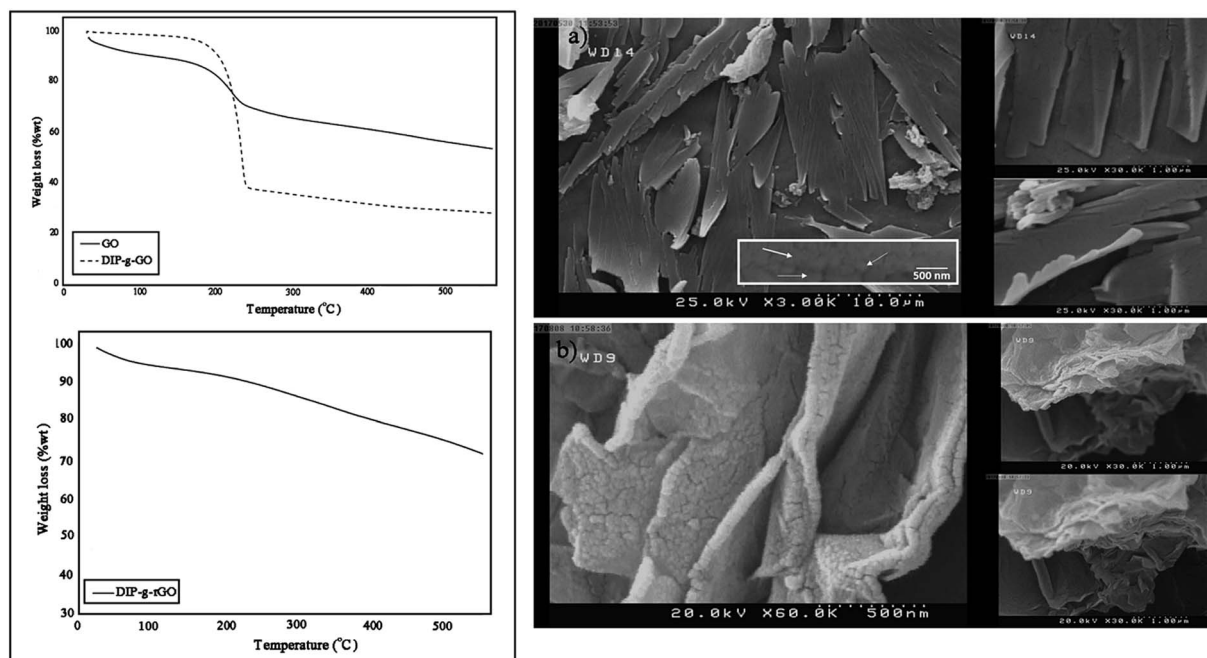 100
80
60
40
20
0
Weight loss (%wt)
GO
DIP-g-GO
0
100
200
300
400
500
Temperature (°C)
100
90
80
70
60
50
40
30
Weight loss (%wt)
DIP-g-rGO
0
100
200
300
400
500
Temperature (°C)
a)
WD14
500 nm
25.0kV X3.00K 10.0μm
WD14
25.0kV X30.0K 1.00μm
25.0kV X30.0K 1.00μm
10:58:36
b)
WD9
20.0kV X60.0K 500nm
WD9
20.0kV X30.0K 1.00μm
WD9
20.0kV X30.0K 1.00μm